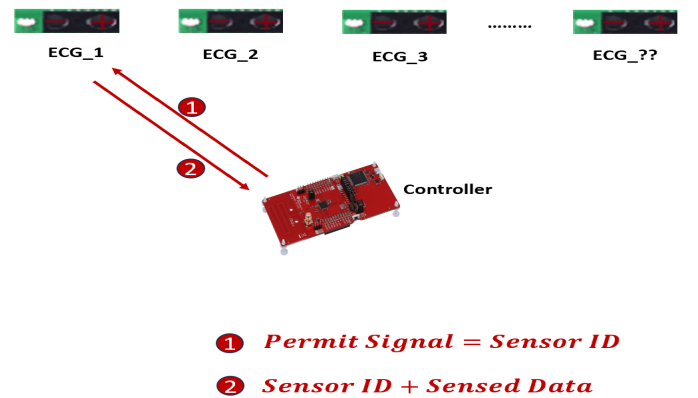 ECG_1 ECG_2 ECG_3 ......... ECG_??
1
2
Controller
1 Permit Signal = Sensor ID
2 Sensor ID + Sensed Data